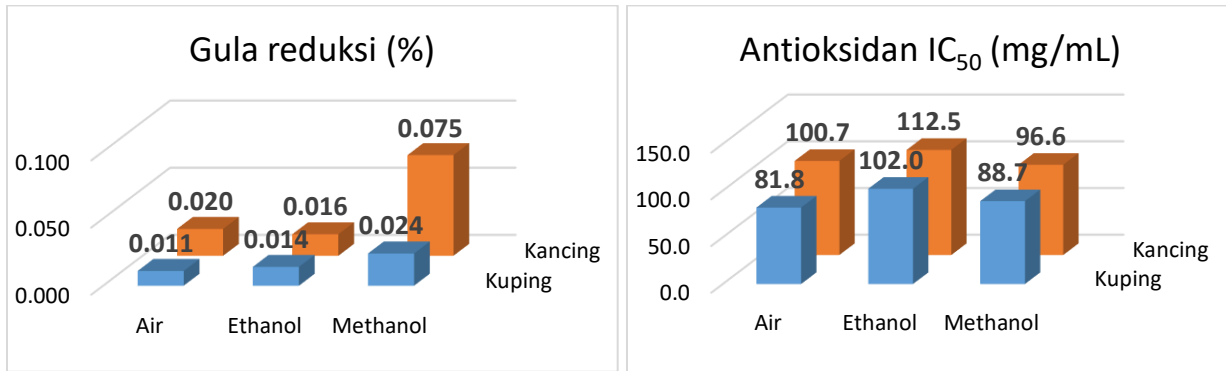 Gula reduksi (%)
0.100
0.050
0.000
0.020
0.016
0.075
0.011
0.014
0.024
Kancing
Kuping
Air Ethanol Methanol
Antioksidan IC50 (mg/mL)
150.0
100.0
50.0
0.0
100.7
112.5
96.6
81.8
102.0
88.7
Kancing
Kuping
Air Ethanol Methanol